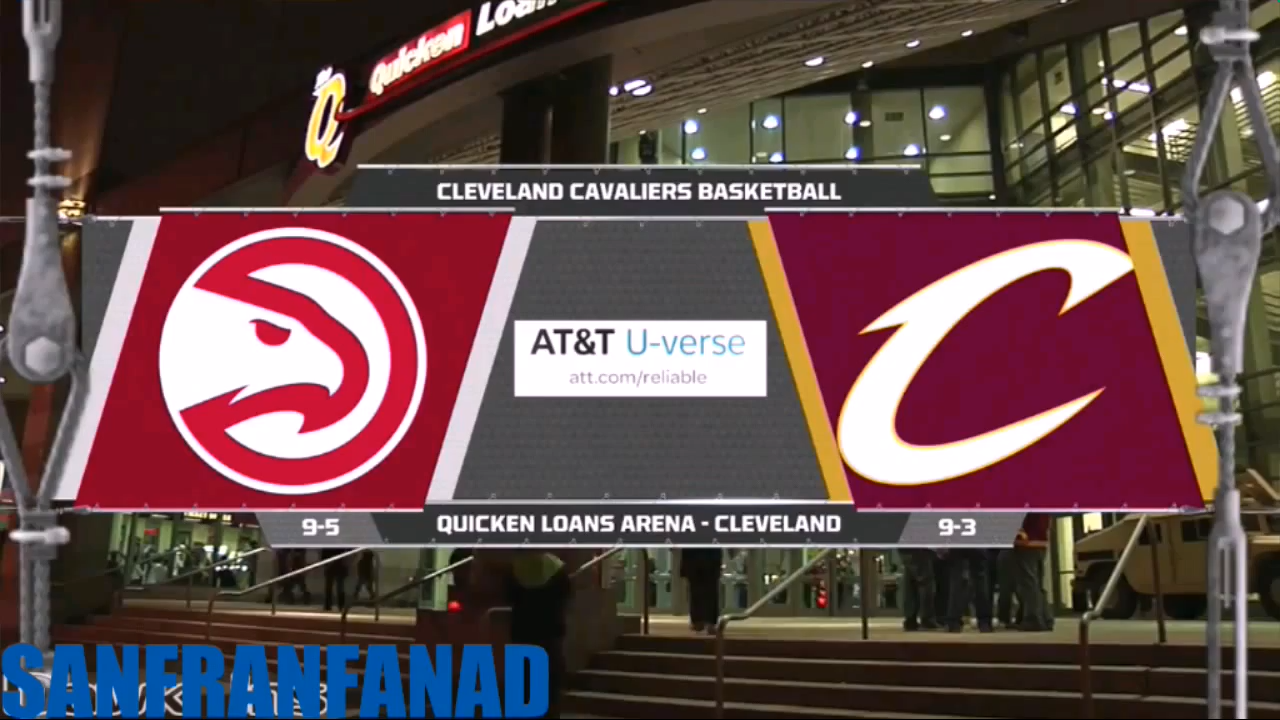 Quicken Loans
CLEVELAND CAVALIERS BASKETBALL
AT&T U-verse
att.com/reliable
9-5
QUICKEN LOANS ARENA - CLEVELAND
9-3
SANFRANFANAD